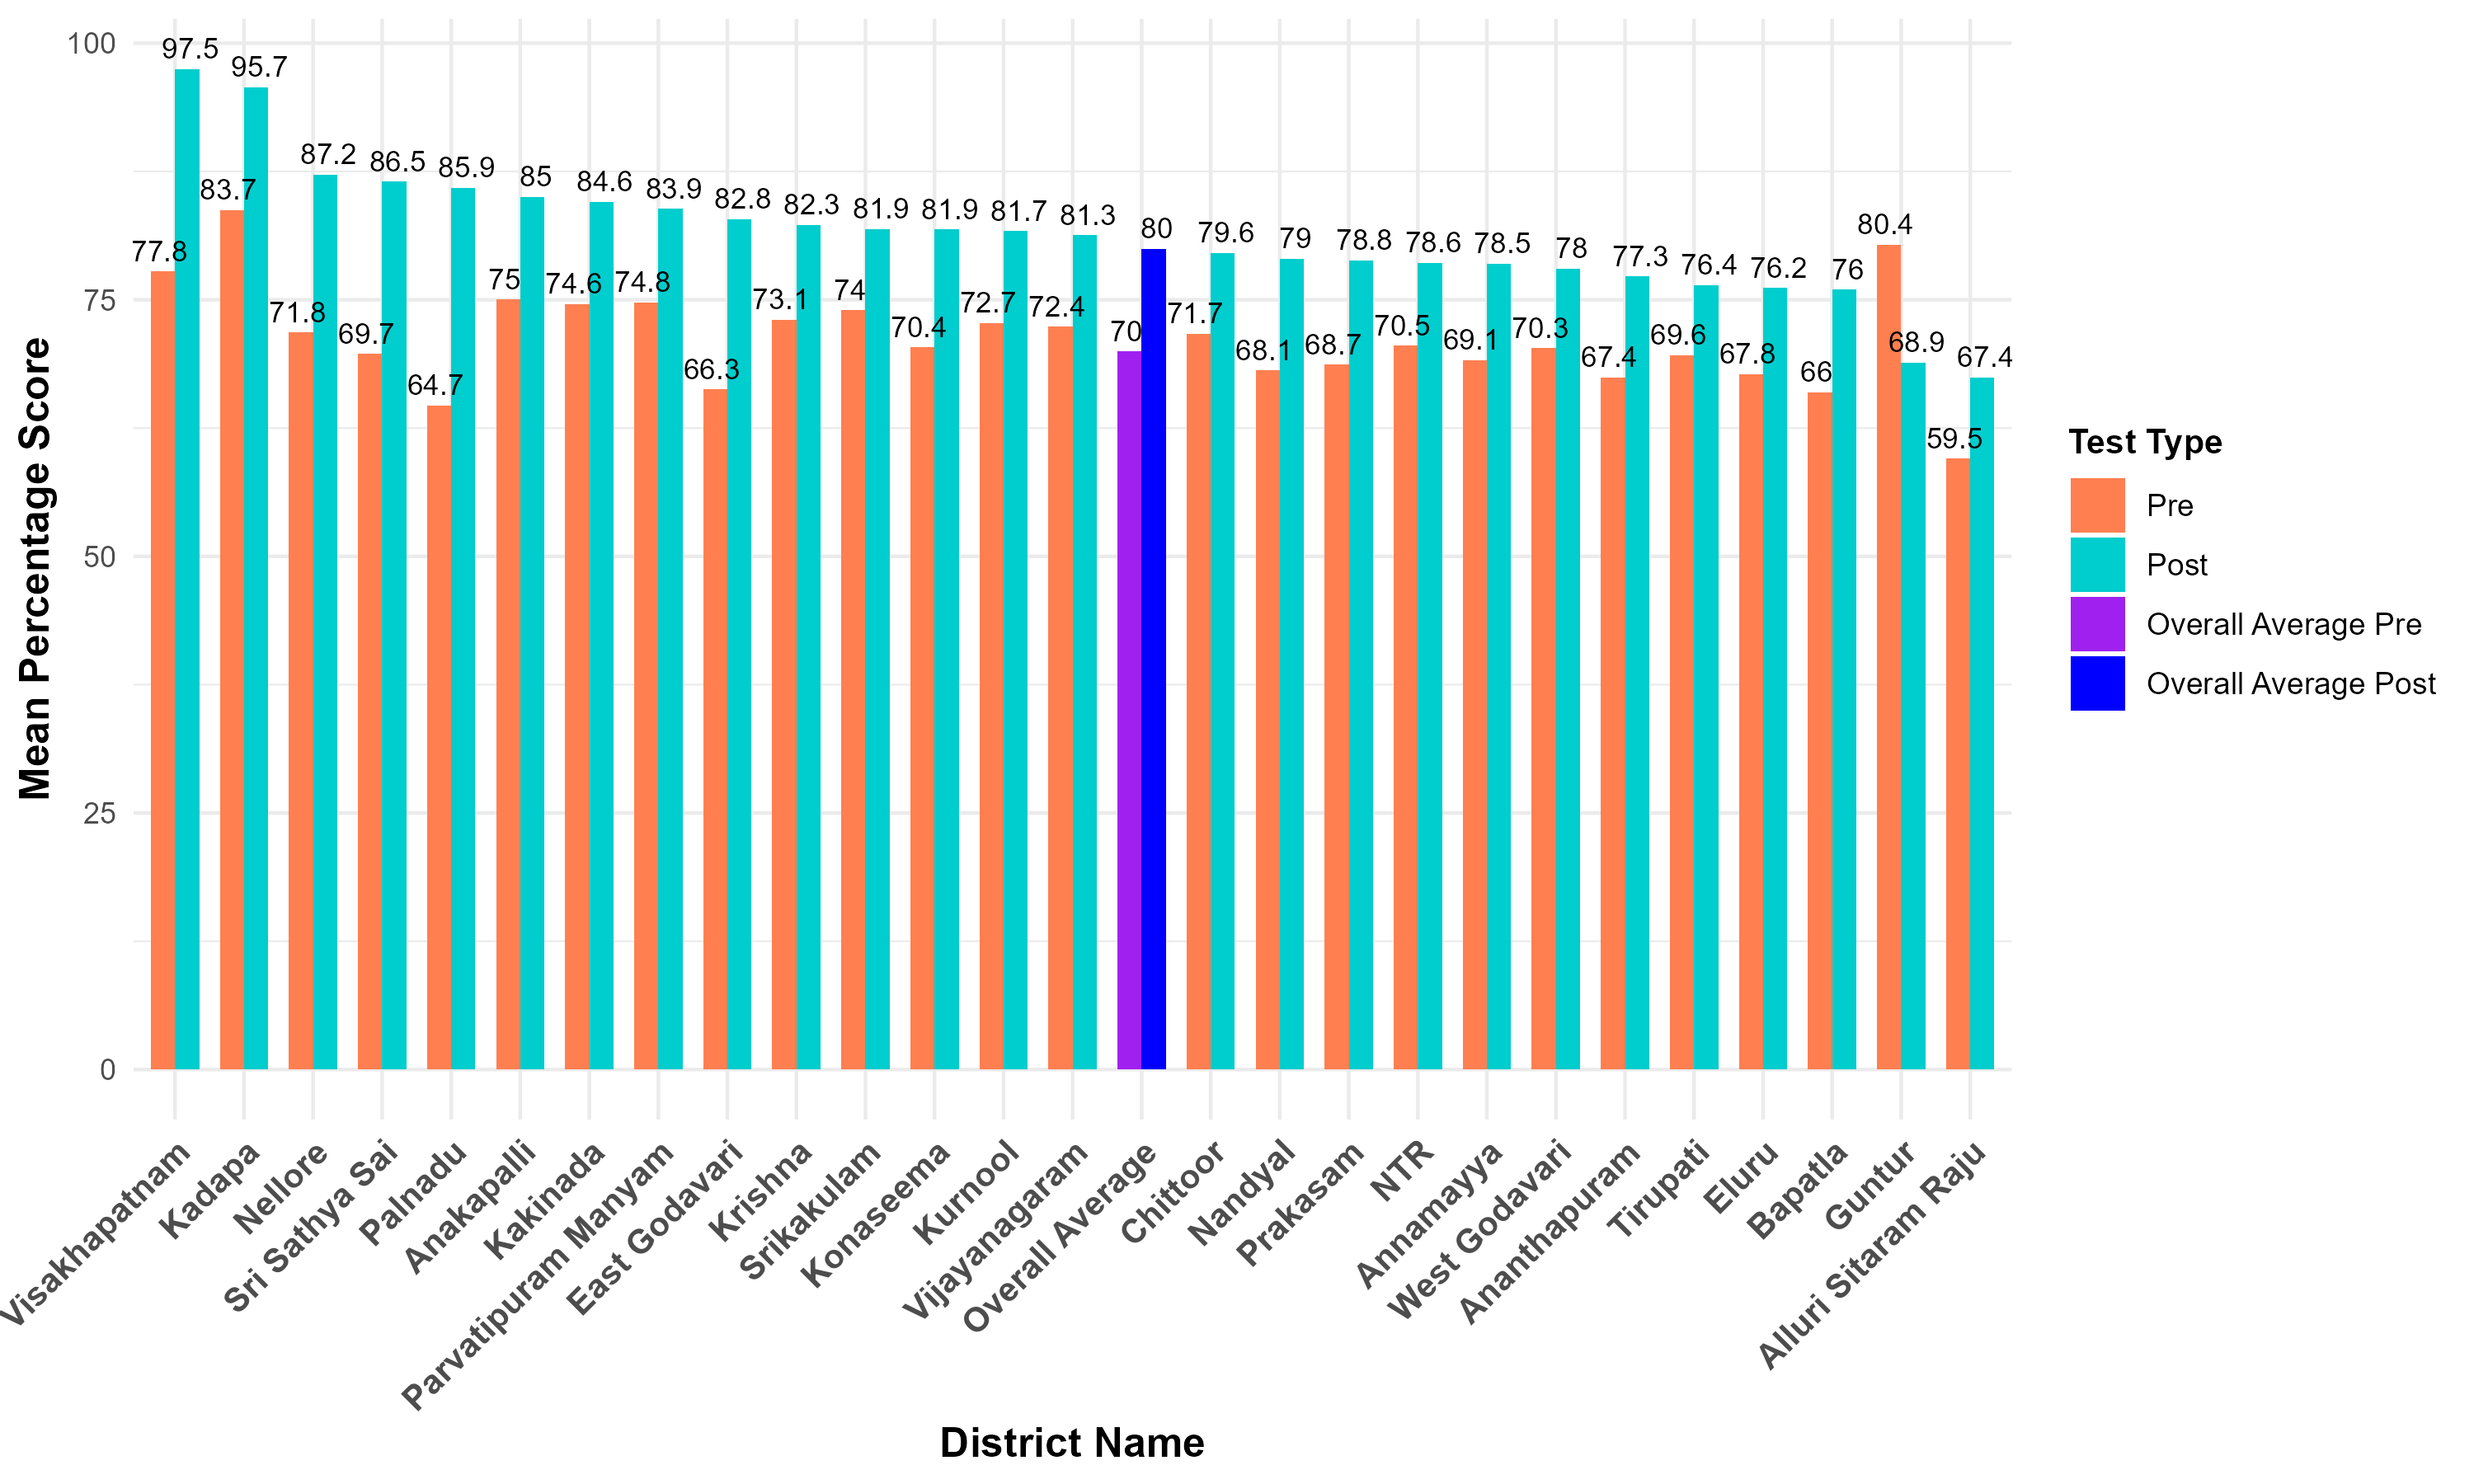 Mean Percentage Score
100
75
50
25
0
77.8 97.5
83.7 95.7
71.8 87.2
69.7 86.5
64.7 85.9
75 85
74.6 84.6
74.8 83.9
66.3 82.8
73.1 82.3
74 81.9
70.4 81.9
72.7 81.7
72.4 81.3
70 80
71.7 79.6
68.1 79
68.7 78.8
70.5 78.6
69.1 78.5
70.3 78
67.4 77.3
69.6 76.4
67.8 76.2
66 76
80.4 68.9
59.5 67.4
Visakhapatnam
Kadapa
Nellore
Sri Sathya Sai
Palnadu
Anakapalli
Kakinada
Parvatipuram Manyam
East Godavari
Krishna
Srikakulam
Konaseema
Kurnool
Vijayanagaram
Overall Average
Chittoor
Nandyal
Prakasam
NTR
Annamayya
West Godavari
Ananthapuram
Tirupati
Eluru
Bapatla
Guntur
Alluri Sitaram Raju
District Name
Test Type
Pre
Post
Overall Average Pre
Overall Average Post